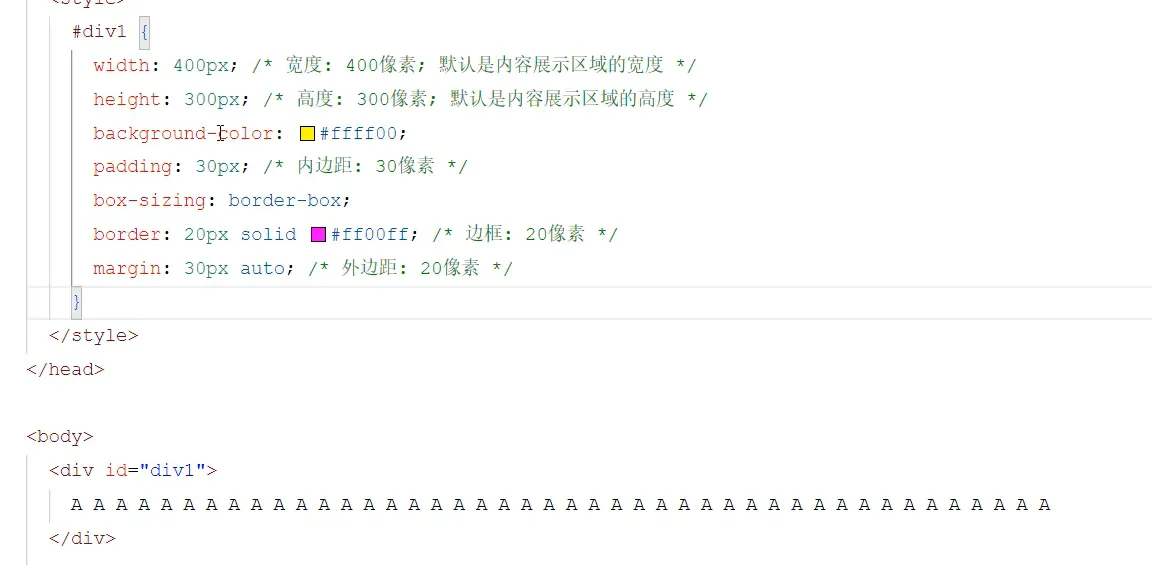 <style>
#div1 {
width: 400px; /* 宽度: 400像素; 默认是内容展示区域的宽度 */
height: 300px; /* 高度: 300像素; 默认是内容展示区域的高度 */
background-color: #ffff00;
padding: 30px; /* 内边距: 30像素 */
box-sizing: border-box;
border: 20px solid #ff00ff; /* 边框: 20像素 */
margin: 30px auto; /* 外边距: 20像素 */
}
</style>
</head>
<body>
<div id="div1">
A A A A A A A A A A A A A A A A A A A A A A A A A A A A A A A A A A A A A A A A A A A A
</div>